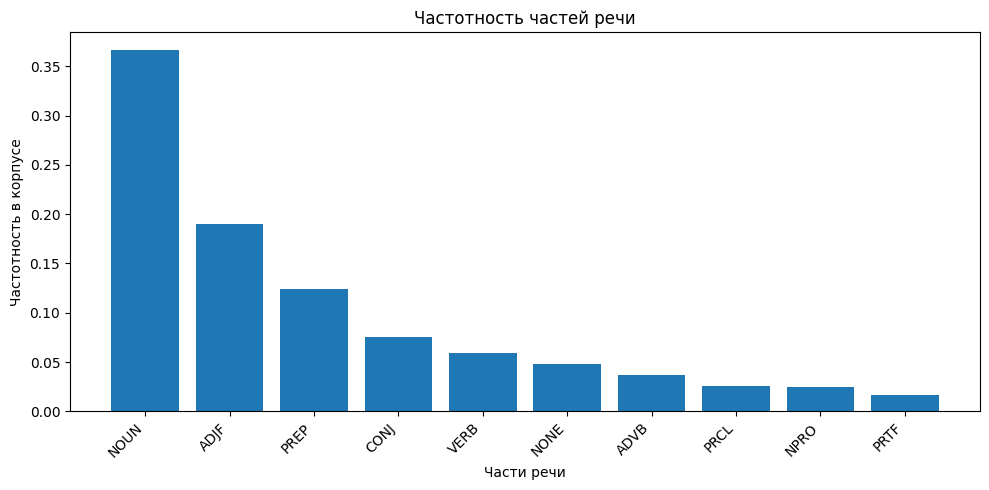 Частотность частей речи
Частотность в корпусе
0.35
0.30
0.25
0.20
0.15
0.10
0.05
0.00
NOUN
ADJF
PREP
CONJ
VERB
NONE
ADVB
PRCL
NPRO
PRTF
Части речи